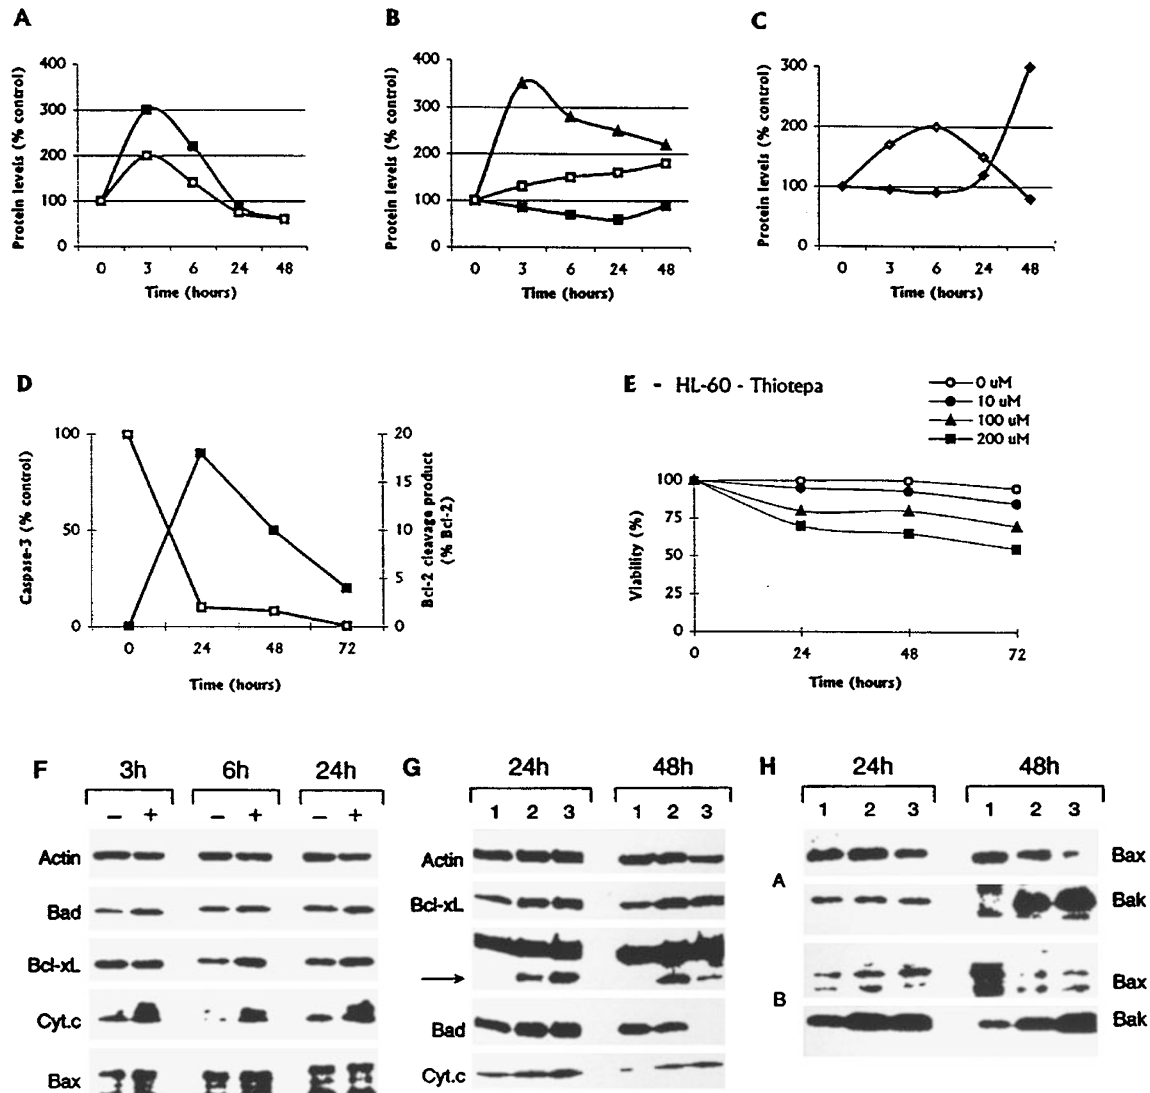 A
Protein levels (% control)
400
300
200
100
0
0 3 6 24 48
Time (hours)
B
Protein levels (% control)
400
300
200
100
0
0 3 6 24 48
Time (hours)
C
Protein levels (% control)
300
200
100
0
0 3 6 24 48
Time (hours)
D
Caspase-3 (% control)
100
50
0
20
15
10
5
0
Bcl-2 cleavage product
(% Bcl-2)
0 24 48 72
Time (hours)
E - HL-60 - Thiotepa
0 uM
10 uM
100 uM
200 uM
Viability (%)
100
75
50
25
0
0 24 48 72
Time (hours)
F 3h 6h 24h
– + – + – +
Actin
Bad
Bcl-xL
Cyt.c
Bax
G 24h 48h
1 2 3 1 2 3
Actin
Bcl-xL
Bad
Cyt.c
H 24h 48h
1 2 3 1 2 3
Bax
A
Bak
Bax
B
Bak